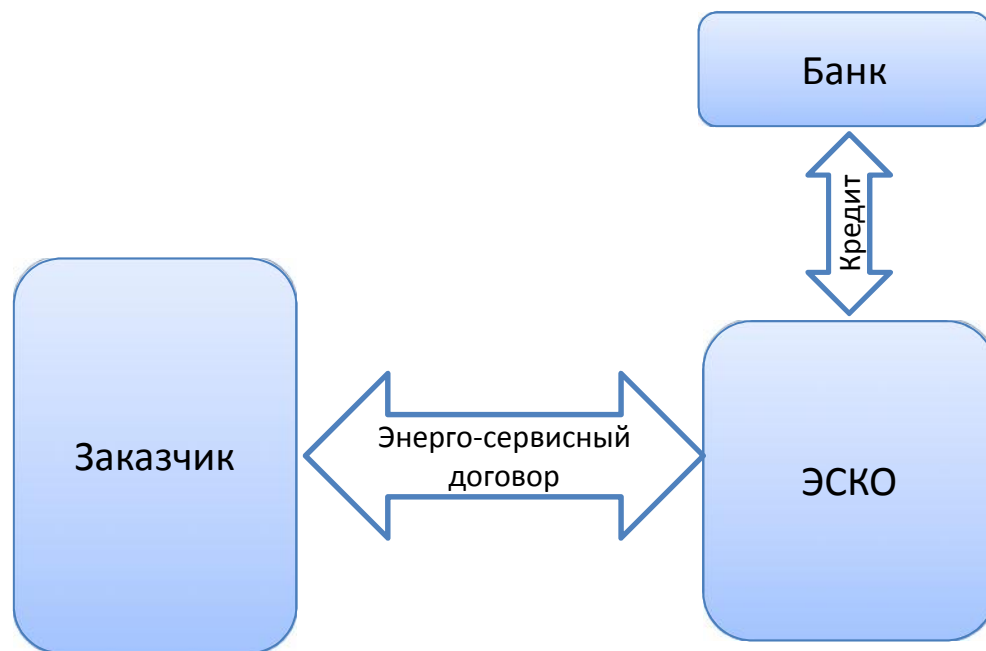 Банк
Кредит
Заказчик
Энерго-сервисный
договор
ЭСКО